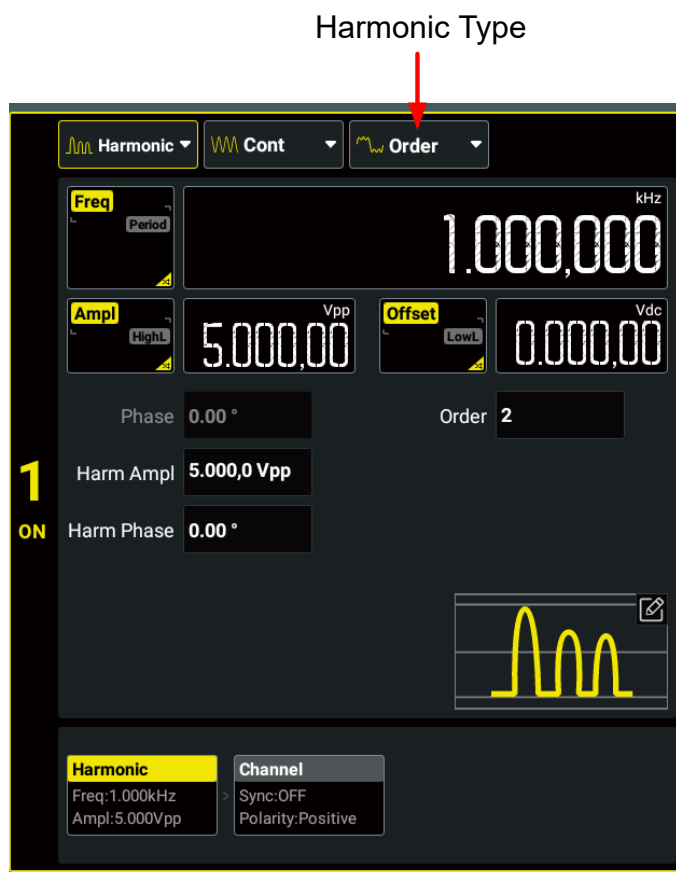 Harmonic Type
Harmonic Cont Order
Freq Period kHz
1.000,000
Ampl HighL Vpp
5.000,00
Offset LowL Vdc
0.000,00
Phase 0.00 ° Order 2
Harm Ampl 5.000,0 Vpp
1
ON
Harm Phase 0.00 °
Harmonic
Freq:1.000kHz
Ampl:5.000Vpp
>
Channel
Sync:OFF
Polarity:Positive